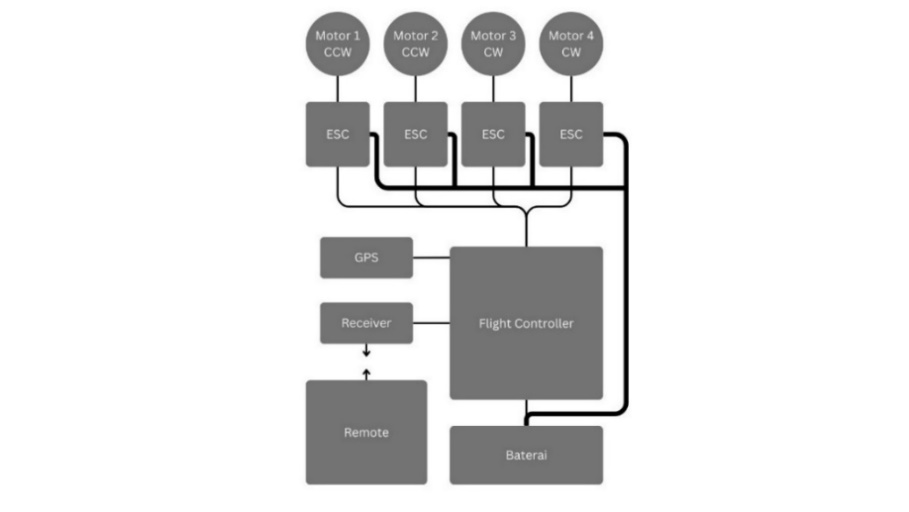 Motor 1
CCW
Motor 2
CCW
Motor 3
CW
Motor 4
CW
ESC
ESC
ESC
ESC
GPS
Receiver
Flight Controller
Remote
Baterai